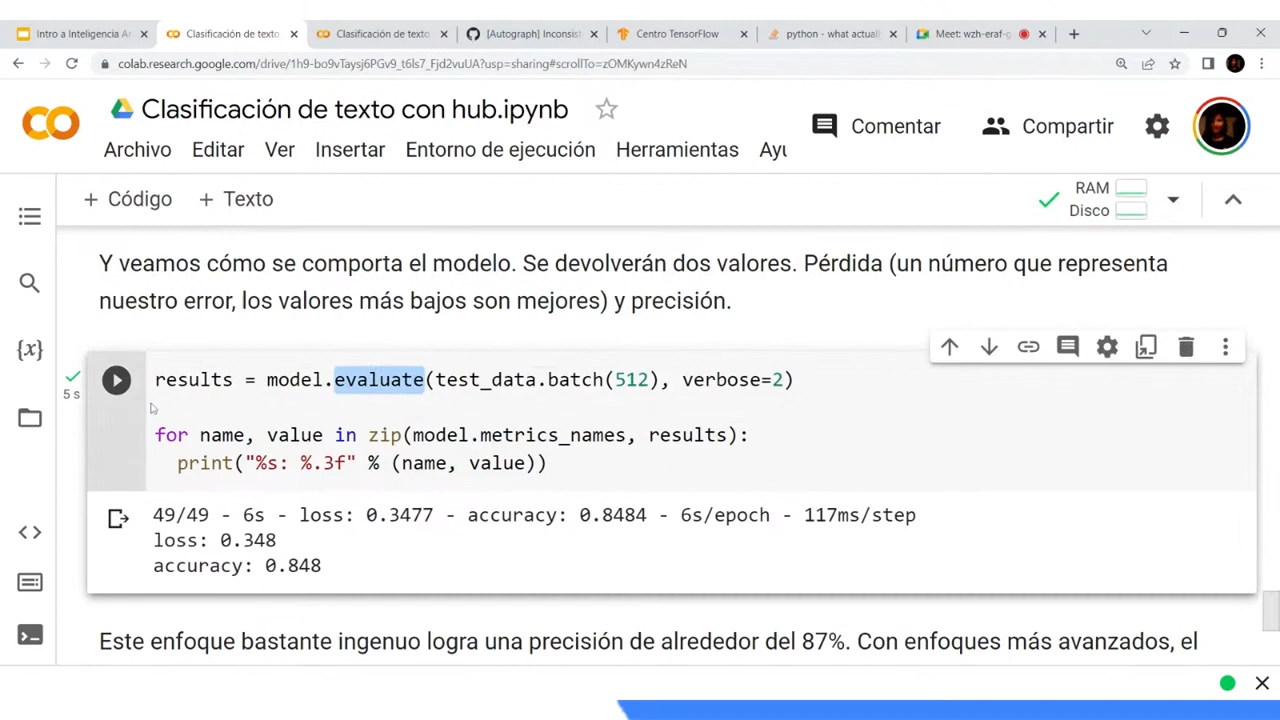 Intro a Inteligencia Ar
Clasificación de texto
Clasificación de texto
[Autograph] Inconsist
Centro TensorFlow
python - what actuall
Meet: wzh-eraf-g
colab.research.google.com/drive/1h9-bo9vTaysj6PGv9_t6ls7_Fjd2vuUA?usp=sharing#scrollTo=zOMKywn4zReN
Clasificación de texto con hub.ipynb
Comentar
Compartir
Archivo Editar Ver Insertar Entorno de ejecución Herramientas Ayu
+ Código + Texto
RAM
Disco
Y veamos cómo se comporta el modelo. Se devolverán dos valores. Pérdida (un número que representa
nuestro error, los valores más bajos son mejores) y precisión.
5 s
results = model.evaluate(test_data.batch(512), verbose=2)
for name, value in zip(model.metrics_names, results):
print("%s: %.3f" % (name, value))
49/49 - 6s - loss: 0.3477 - accuracy: 0.8484 - 6s/epoch - 117ms/step
loss: 0.348
accuracy: 0.848
Este enfoque bastante ingenuo logra una precisión de alrededor del 87%. Con enfoques más avanzados, el